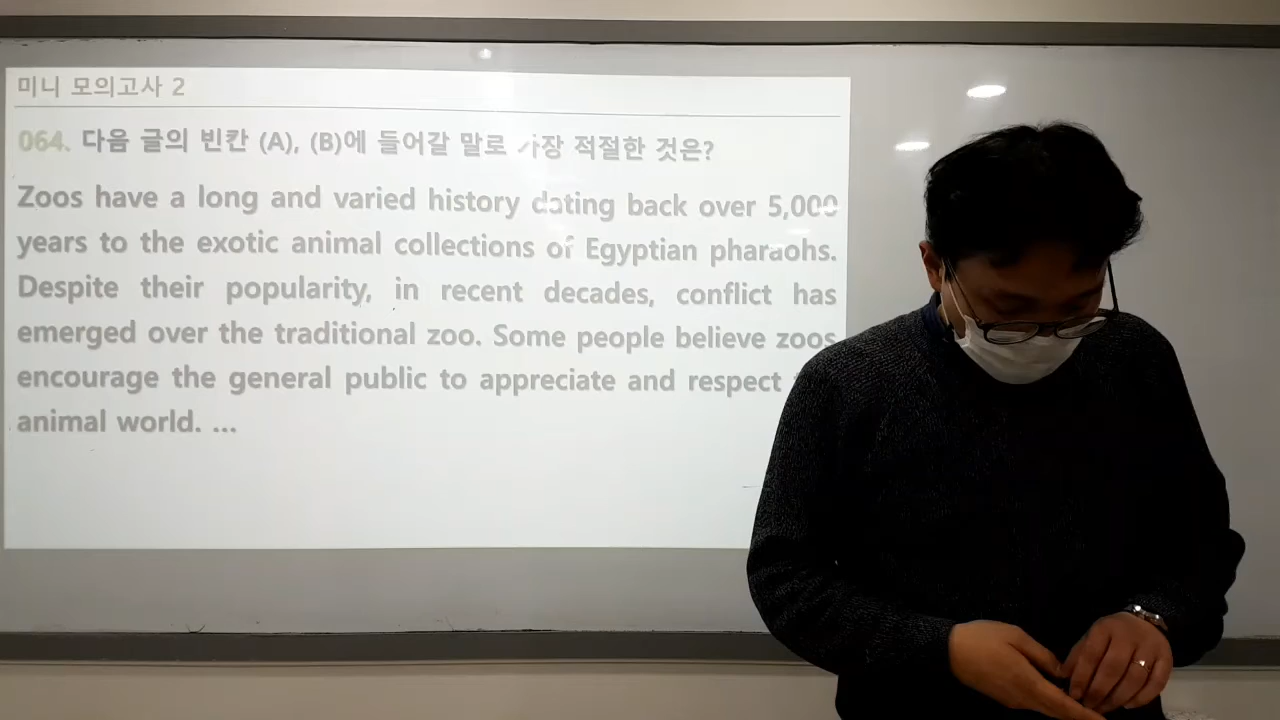 미니 모의고사 2
064. 다음 글의 빈칸 (A), (B)에 들어갈 말로 가장 적절한 것은?
Zoos have a long and varied history dating back over 5,000
years to the exotic animal collections of Egyptian pharaohs.
Despite their popularity, in recent decades, conflict has
emerged over the traditional zoo. Some people believe zoos
encourage the general public to appreciate and respect
animal world. ...